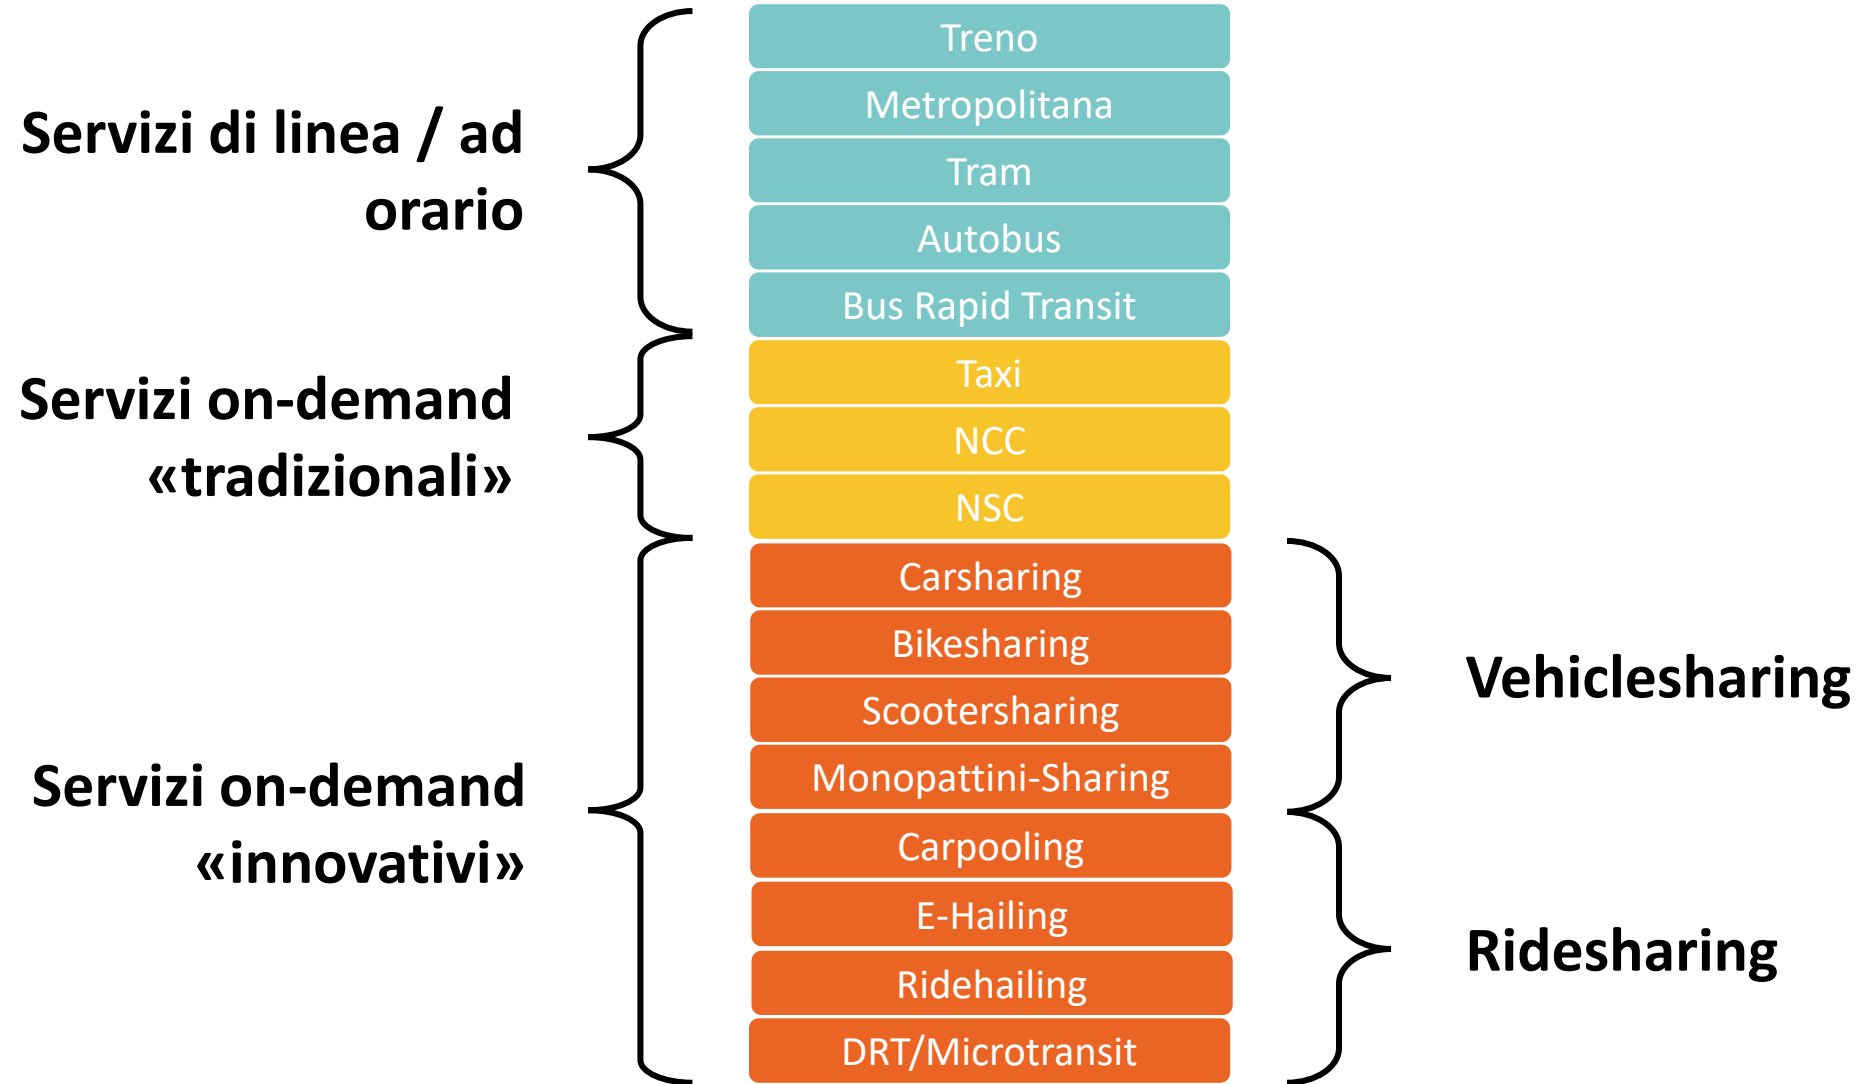 Servizi di linea / ad
orario
Treno
Metropolitana
Tram
Autobus
Bus Rapid Transit
Servizi on-demand
«tradizionali»
Taxi
NCC
NSC
Servizi on-demand
«innovativi»
Carsharing
Bikesharing
Scootersharing
Monopattini-Sharing
Carpooling
E-Hailing
Ridehailing
DRT/Microtransit
Vehiclesharing
Ridesharing